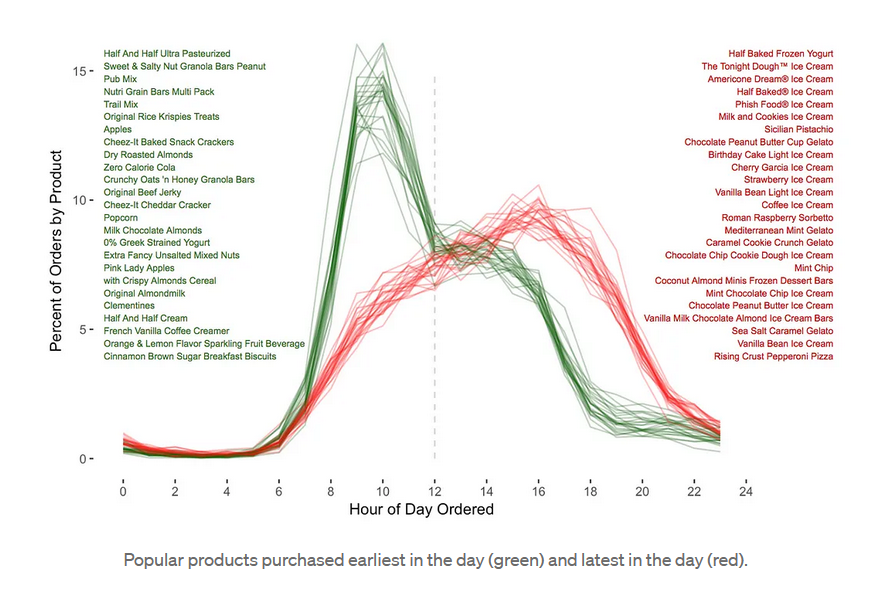 Half And Half Ultra Pasteurized
Sweet & Salty Nut Granola Bars Peanut
Pub Mix
Nutri Grain Bars Multi Pack
Trail Mix
Original Rice Krispies Treats
Apples
Cheez-It Baked Snack Crackers
Dry Roasted Almonds
Zero Calorie Cola
Crunchy Oats 'n Honey Granola Bars
Original Beef Jerky
Cheez-It Cheddar Cracker
Popcorn
Milk Chocolate Almonds
0% Greek Strained Yogurt
Extra Fancy Unsalted Mixed Nuts
Pink Lady Apples
with Crispy Almonds Cereal
Original Almondmilk
Clementines
Half And Half Cream
French Vanilla Coffee Creamer
Orange & Lemon Flavor Sparkling Fruit Beverage
Cinnamon Brown Sugar Breakfast Biscuits
Half Baked Frozen Yogurt
The Tonight Dough™ Ice Cream
Americone Dream® Ice Cream
Half Baked® Ice Cream
Phish Food® Ice Cream
Milk and Cookies Ice Cream
Sicilian Pistachio
Chocolate Peanut Butter Cup Gelato
Birthday Cake Light Ice Cream
Cherry Garcia Ice Cream
Strawberry Ice Cream
Vanilla Bean Light Ice Cream
Coffee Ice Cream
Roman Raspberry Sorbetto
Mediterranean Mint Gelato
Caramel Cookie Crunch Gelato
Chocolate Chip Cookie Dough Ice Cream
Mint Chip
Coconut Almond Minis Frozen Dessert Bars
Mint Chocolate Chip Ice Cream
Chocolate Peanut Butter Ice Cream
Vanilla Milk Chocolate Almond Ice Cream Bars
Sea Salt Caramel Gelato
Vanilla Bean Ice Cream
Rising Crust Pepperoni Pizza
Percent of Orders by Product
15
10
5
0
0 2 4 6 8 10 12 14 16 18 20 22 24
Hour of Day Ordered
Popular products purchased earliest in the day (green) and latest in the day (red).